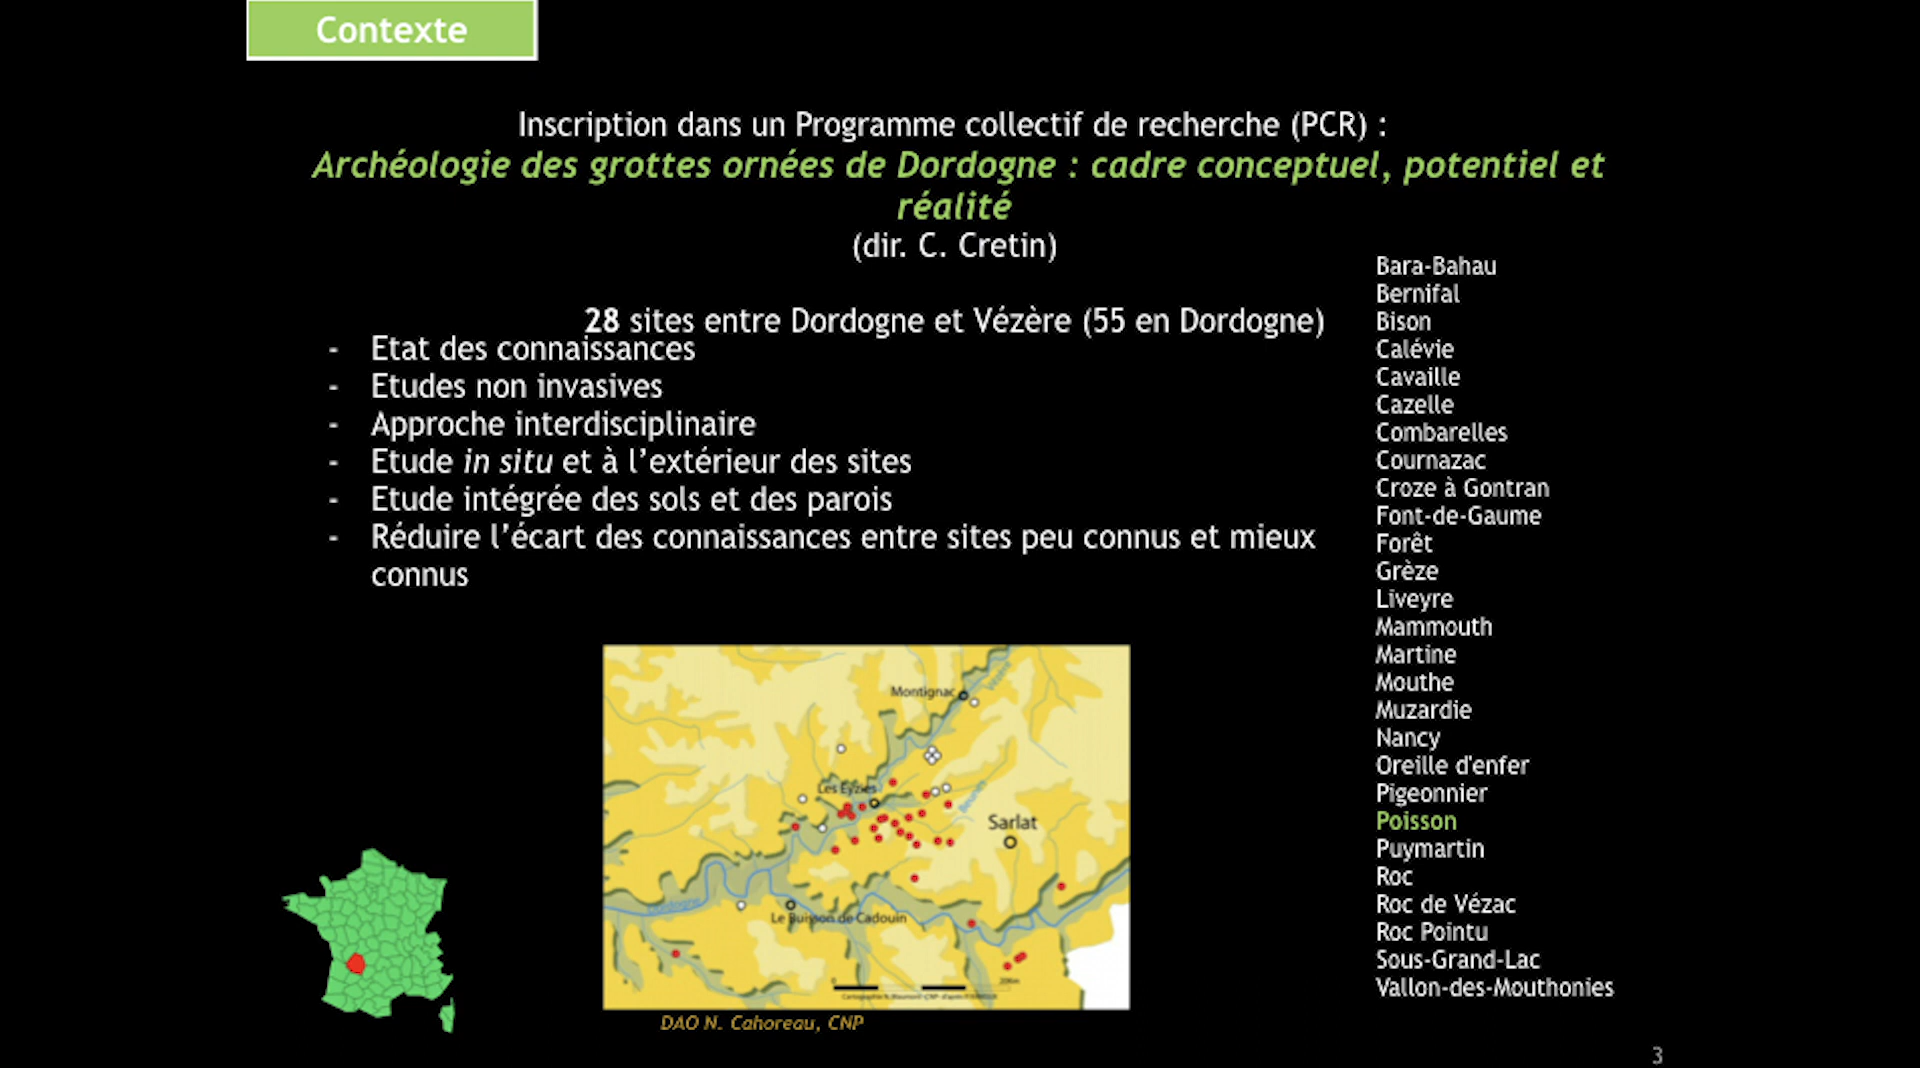 Contexte
Inscription dans un Programme collectif de recherche (PCR) :
Archéologie des grottes ornées de Dordogne : cadre conceptuel, potentiel et
réalité
(dir. C. Cretin)
28 sites entre Dordogne et Vézère (55 en Dordogne)
- Etat des connaissances
- Etudes non invasives
- Approche interdisciplinaire
- Etude in situ et à l’extérieur des sites
- Etude intégrée des sols et des parois
- Réduire l’écart des connaissances entre sites peu connus et mieux
connus
Bara-Bahau
Bernifal
Bison
Calévie
Cavaille
Cazelle
Combarelles
Cournazac
Croze à Gontran
Font-de-Gaume
Forêt
Grèze
Liveyre
Mammouth
Martine
Mouthe
Muzardie
Nancy
Oreille d'enfer
Pigeonnier
Poisson
Puymartin
Roc
Roc de Vézac
Roc Pointu
Sous-Grand-Lac
Vallon-des-Mouthonies
Montignac
Vézère
Les Eyzies
Beunes
Sarlat
Dordogne
Le Buisson de Cadouin
DAO N. Cahoreau, CNP
3